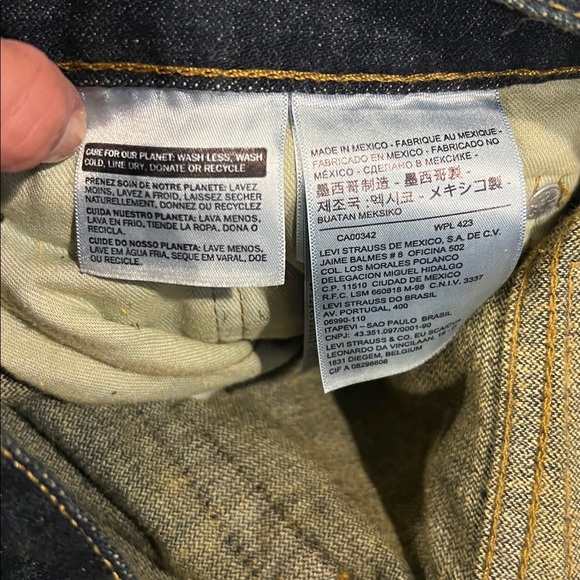 CARE FOR OUR PLANET: WASH LESS, WASH
COLD, LINE DRY, DONATE OR RECYCLE
PRENEZ SOIN DE NOTRE PLANETE: LAVEZ
MOINS, LAVEZ A FROID, LAISSEZ SECHER
NATURELLEMENT, DONNEZ OU RECYCLEZ
CUIDA NUESTRO PLANETA: LAVA MENOS,
LAVA EN FRIO, TIENDE LA ROPA, DONA O
RECICLA
CUIDE DO NOSSO PLANETA: LAVE MENOS,
LAVE EM ÁGUA FRIA, SEQUE EM VARAL, DOE
OU RECICLE
MADE IN MEXICO - FABRIQUE AU MEXIQUE -
FABRICADO EN MEXICO - FABRICADO NO
MÉXICO - СДЕЛАНО В МЕКСИКЕ -
墨西哥制造 - 墨西哥製 -
제조국 - 멕시코 - メキシコ製 -
BUATAN MEKSIKO
CA00342 WPL 423
LEVI STRAUSS DE MEXICO, S.A. DE C.V.
JAIME BALMES # 8 OFICINA 502
COL. LOS MORALES POLANCO
DELEGACION MIGUEL HIDALGO
C.P. 11510 CIUDAD DE MEXICO
R.F.C. LSM 660818 M-98 C.N.I.V. 3337
LEVI STRAUSS DO BRASIL
AV. PORTUGAL, 400
06990-110
ITAPEVI - SAO PAULO BRASIL
CNPJ: 43.351.097/0001-90
LEVI STRAUSS & CO. EU SCA/CVA
LEONARDO DA VINCILAAN, 19
1831 DIEGEM, BELGIUM
CIF A 08298606